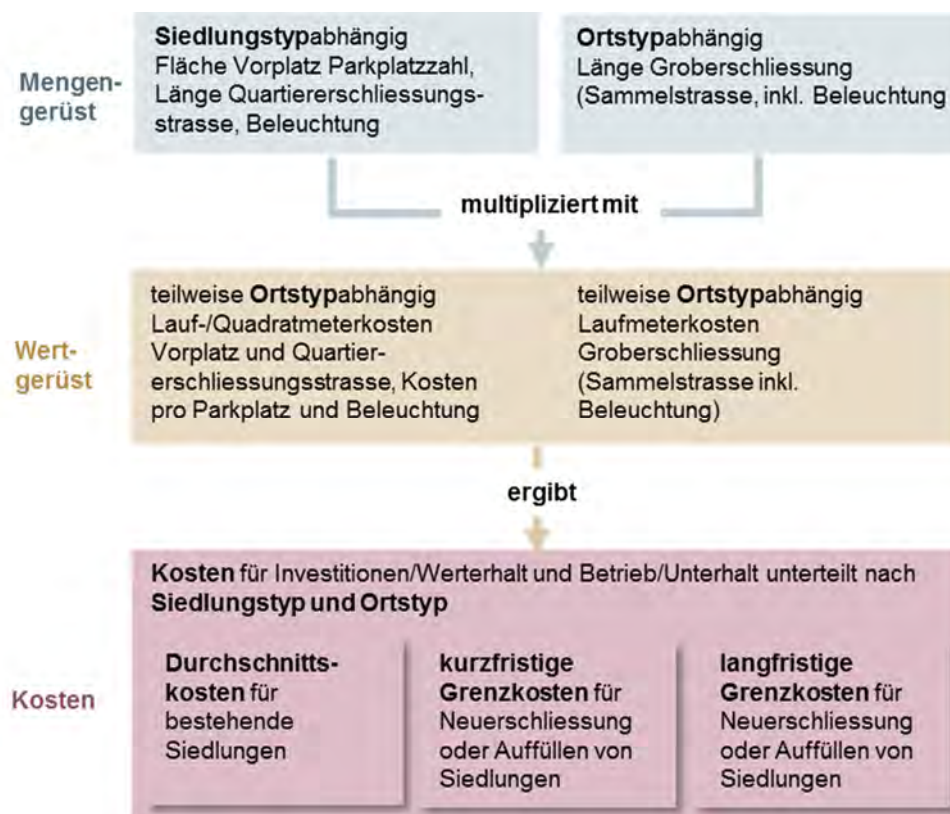 Mengen-
gerüst
Siedlungstypabhängig
Fläche Vorplatz Parkplatzzahl,
Länge Quartiererschliessungs-
strasse, Beleuchtung
Ortstypabhängig
Länge Groberschliessung
(Sammelstrasse, inkl. Beleuchtung
multipliziert mit
Wert-
gerüst
teilweise Ortstypabhängig
Lauf-/Quadratmeterkosten
Vorplatz und Quartier-
erschliessungsstrasse, Kosten
pro Parkplatz und Beleuchtung
teilweise Ortstypabhängig
Laufmeterkosten
Groberschliessung
(Sammelstrasse inkl.
Beleuchtung)
ergibt
Kosten
Kosten für Investitionen/Werterhalt und Betrieb/Unterhalt unterteilt nach
Siedlungstyp und Ortstyp
Durchschnitts-
kosten für
bestehende
Siedlungen
kurzfristige
Grenzkosten für
Neuerschliessung
oder Auffüllen von
Siedlungen
langfristige
Grenzkosten für
Neuerschliessung
oder Auffüllen von
Siedlungen